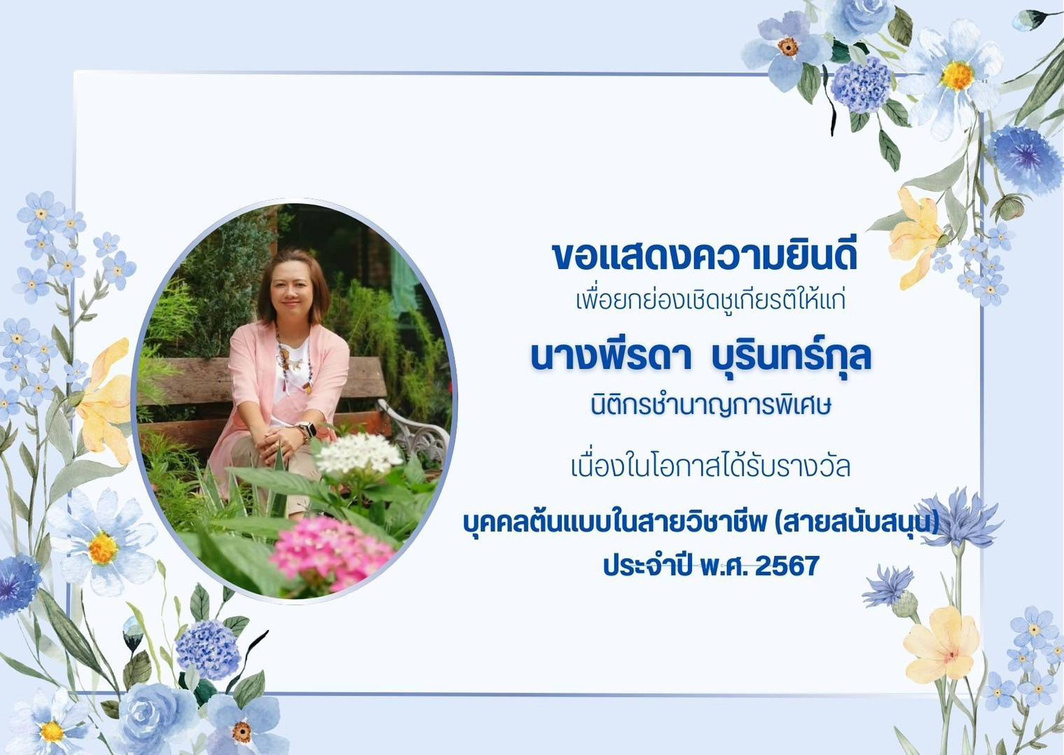 ขอแสดงความยินดี
เพื่อยกย่องเชิดชูเกียรติให้แก่
นางพีรดา บุรินทร์กุล
นิติกรชำนาญการพิเศษ
เนื่องในโอกาสได้รับรางวัล
บุคคลต้นแบบในสายวิชาชีพ (สายสนับสนุน)
ประจำปี พ.ศ. 2567